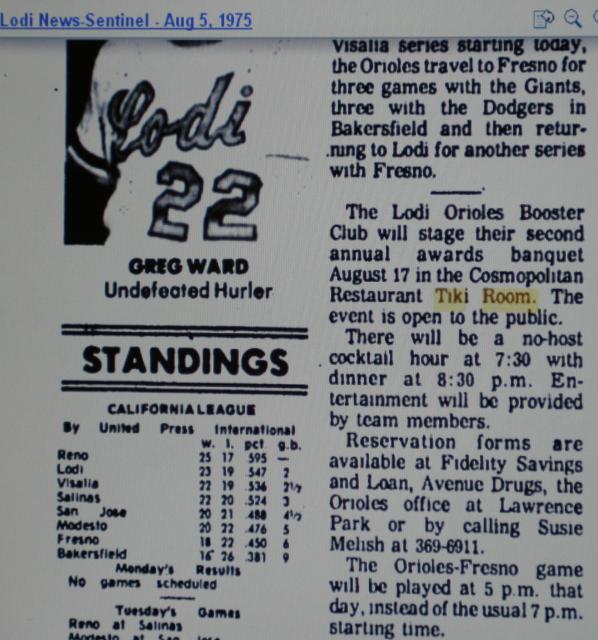 Lodi News-Sentinel - Aug 5, 1975
Lodi
22
GREG WARD
Undefeated Hurler
STANDINGS
CALIFORNIA LEAGUE
By United Press International
w. l. pct g.b.
Reno 25 17 .595 —
Lodi 23 19 .547 2
Visalia 22 19 .536 2½
Salinas 22 20 .524 3
San Jose 20 21 .488 4½
Modesto 20 22 .476 5
Fresno 18 22 .450 6
Bakersfield 16 26 .381 9
Monday's Results
No games scheduled
Tuesday's Games
Reno at Salinas
Modesto at San Jose
Visalia series starting today,
the Orioles travel to Fresno for
three games with the Giants,
three with the Dodgers in
Bakersfield and then retur-
ning to Lodi for another series
with Fresno.
The Lodi Orioles Booster
Club will stage their second
annual awards banquet
August 17 in the Cosmopolitan
Restaurant Tiki Room. The
event is open to the public.
There will be a no-host
cocktail hour at 7:30 with
dinner at 8:30 p.m. En-
tertainment will be provided
by team members.
Reservation forms are
available at Fidelity Savings
and Loan, Avenue Drugs, the
Orioles office at Lawrence
Park or by calling Susie
Melish at 369-6911.
The Orioles-Fresno game
will be played at 5 p.m. that
day, instead of the usual 7 p.m.
starting time.